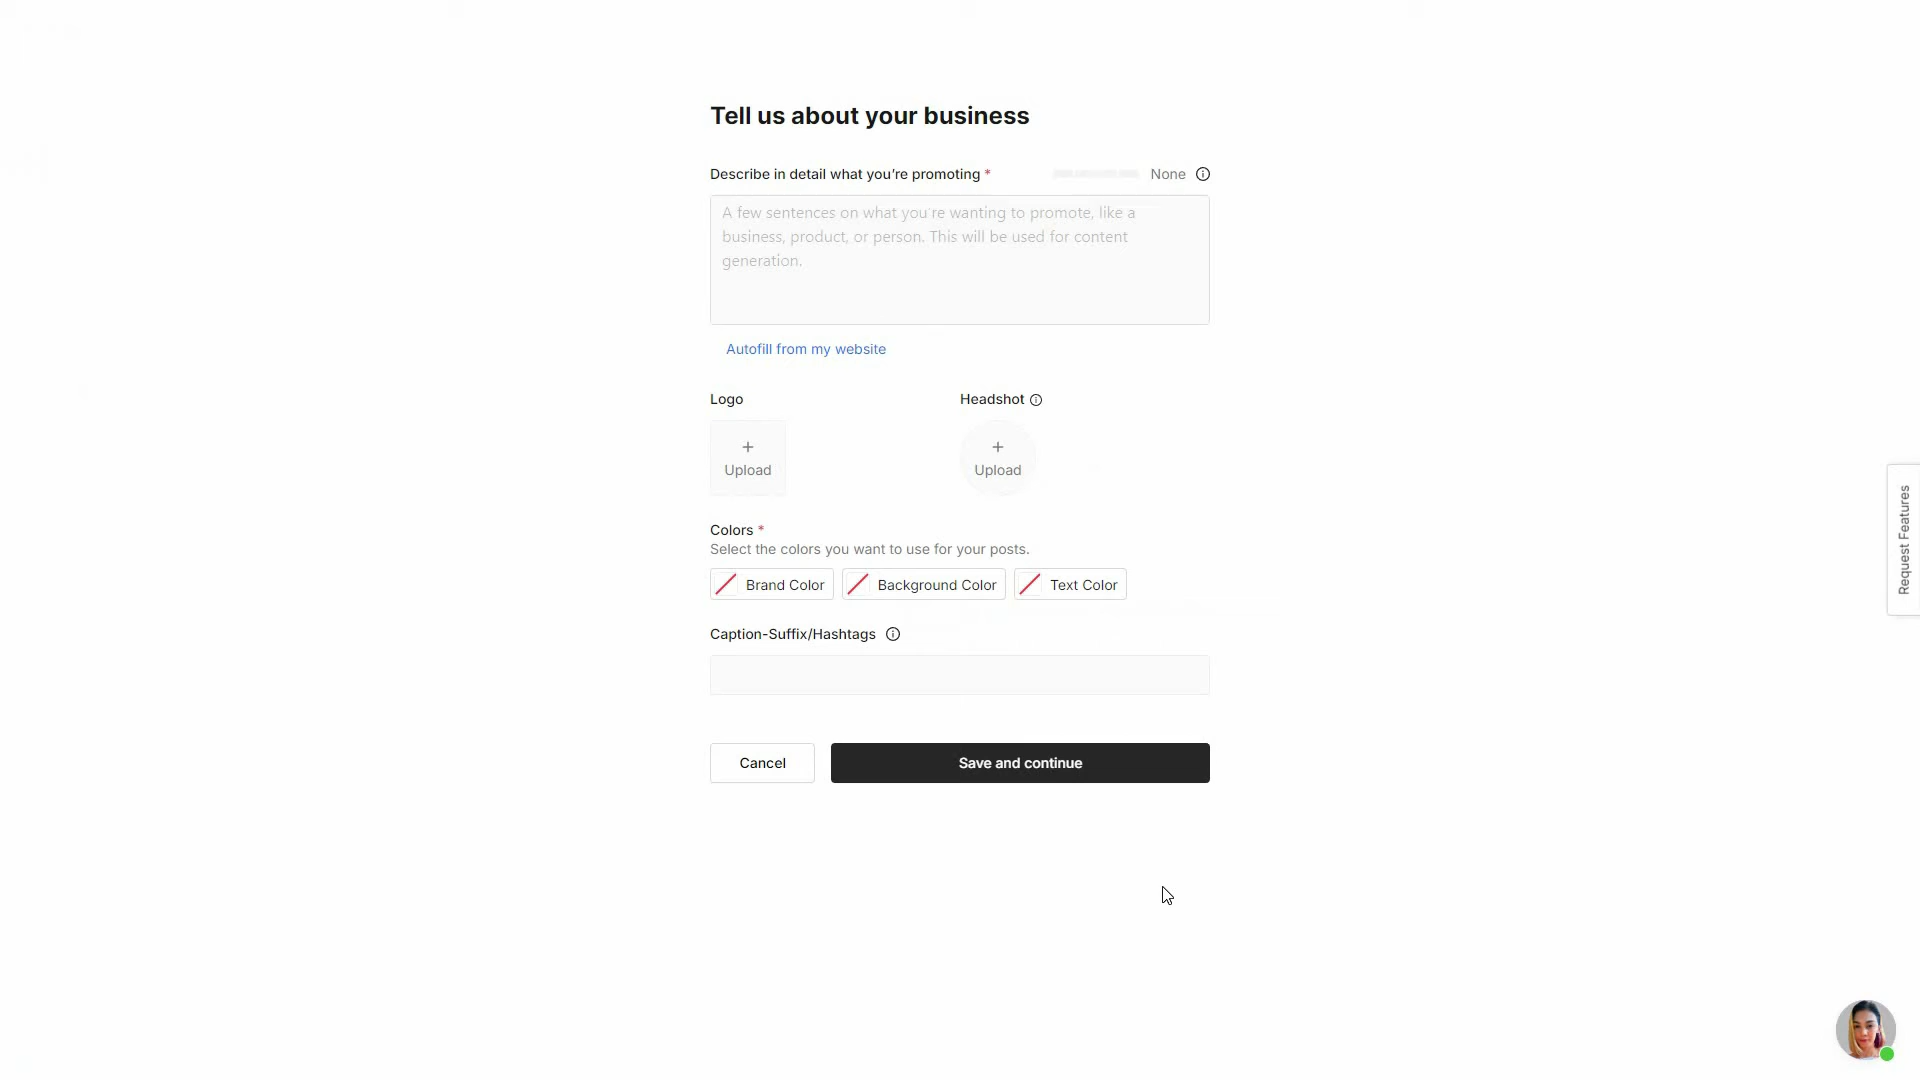 Tell us about your business
Describe in detail what you're promoting *
None
A few sentences on what you're wanting to promote, like a
business, product, or person. This will be used for content
generation.
Autofill from my website
Logo
Headshot
+
Upload
+
Upload
Colors *
Select the colors you want to use for your posts.
Brand Color
Background Color
Text Color
Caption-Suffix/Hashtags
Cancel
Save and continue
Request Features